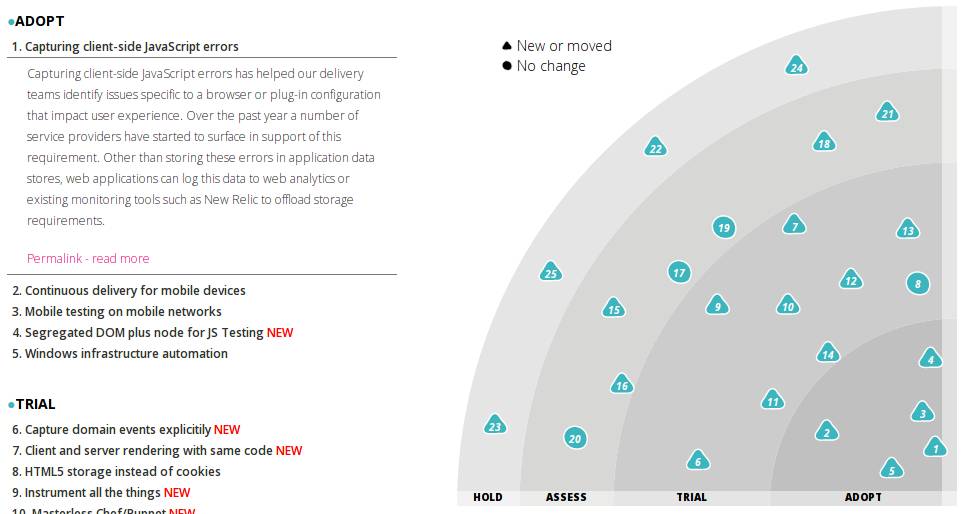 ADOPT
1. Capturing client-side JavaScript errors
Capturing client-side JavaScript errors has helped our delivery
teams identify issues specific to a browser or plug-in configuration
that impact user experience. Over the past year a number of
service providers have started to surface in support of this
requirement. Other than storing these errors in application data
stores, web applications can log this data to web analytics or
existing monitoring tools such as New Relic to offload storage
requirements.
Permalink - read more
2. Continuous delivery for mobile devices
3. Mobile testing on mobile networks
4. Segregated DOM plus node for JS Testing NEW
5. Windows infrastructure automation
TRIAL
6. Capture domain events explicitily NEW
7. Client and server rendering with same code NEW
8. HTML5 storage instead of cookies
9. Instrument all the things NEW
10. Masterless Chef/Puppet NEW
New or moved
No change
24
21
18
22
19
7
13
25
17
12
8
15
9
10
14
4
16
11
3
23
20
2
1
6
5
HOLD ASSESS TRIAL ADOPT